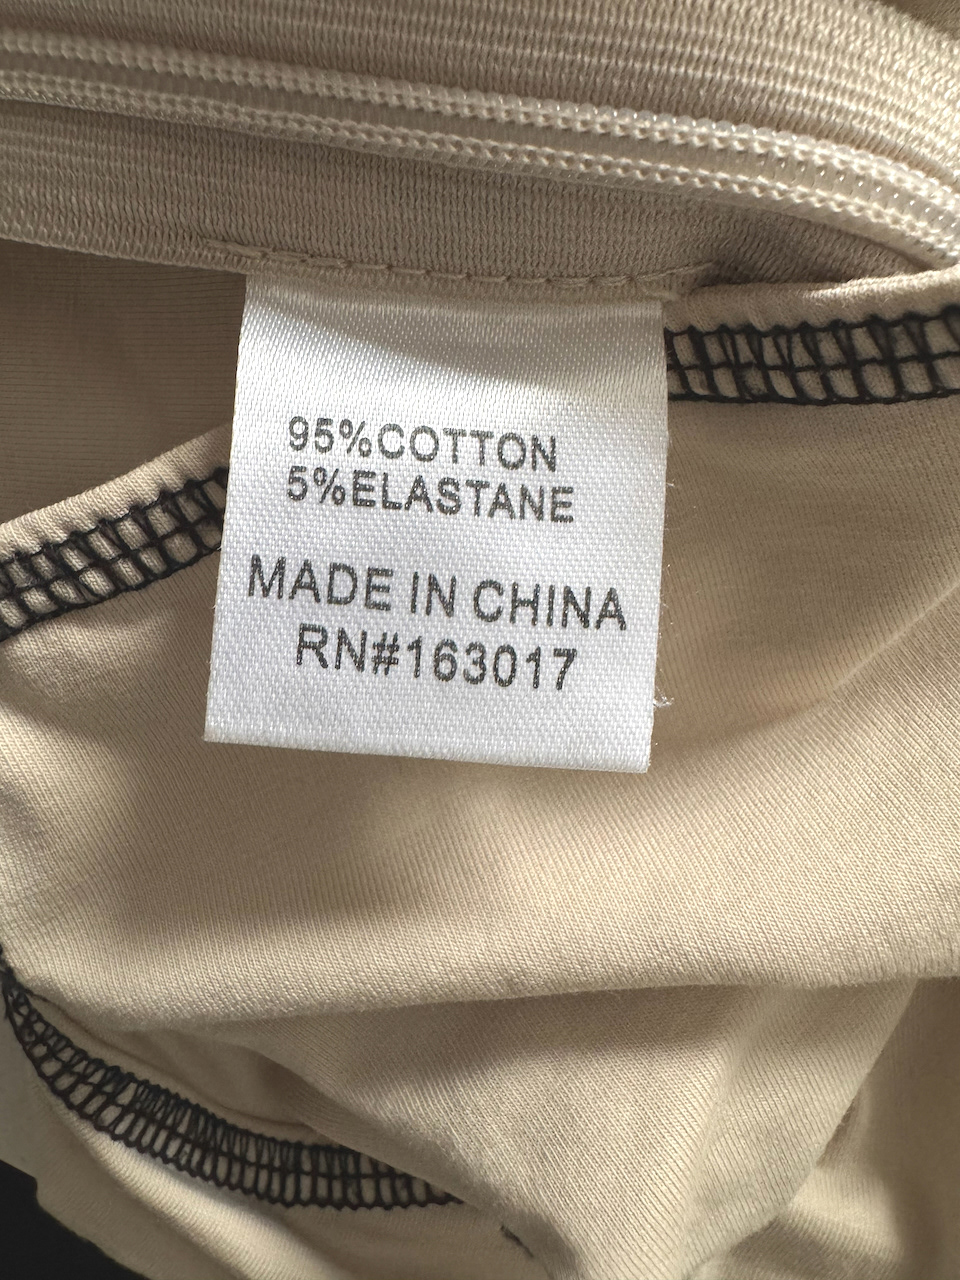 95%COTTON
5%ELASTANE
MADE IN CHINA
RN#163017